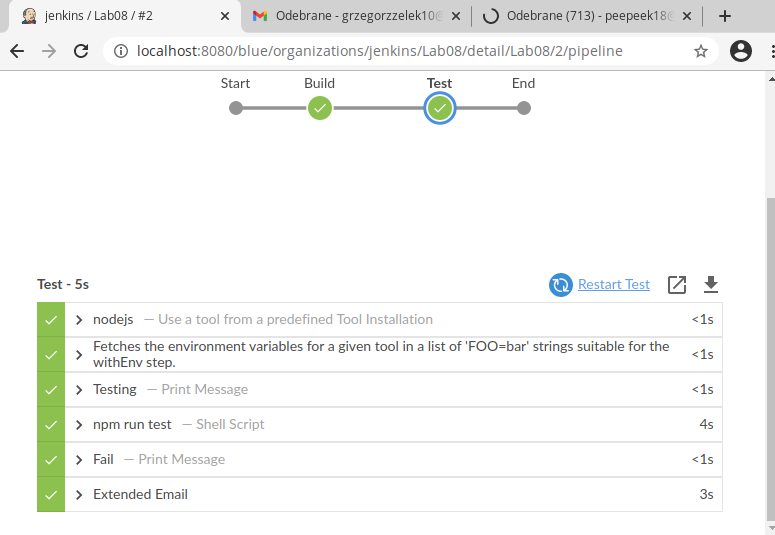 jenkins / Lab08 / #2
Odebrane - grzegorzzelek10@
Odebrane (713) - peepeek18@
localhost:8080/blue/organizations/jenkins/Lab08/detail/Lab08/2/pipeline
Start Build Test End
Test - 5s
Restart Test
nodejs — Use a tool from a predefined Tool Installation <1s
Fetches the environment variables for a given tool in a list of 'FOO=bar' strings suitable for the
withEnv step. <1s
Testing — Print Message <1s
npm run test — Shell Script 4s
Fail — Print Message <1s
Extended Email 3s